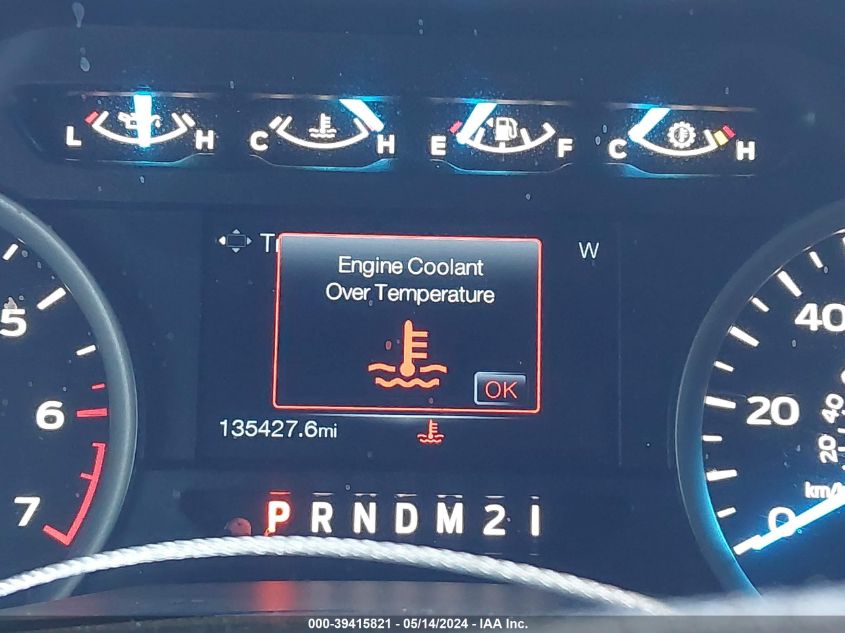 L H C H E F C H
Tr
W
Engine Coolant
Over Temperature
OK
135427.6mi
5
6
7
40
20
0
40
20
km/h
P R N D M 2 1
000-39415821 - 05/14/2024 - IAA Inc.